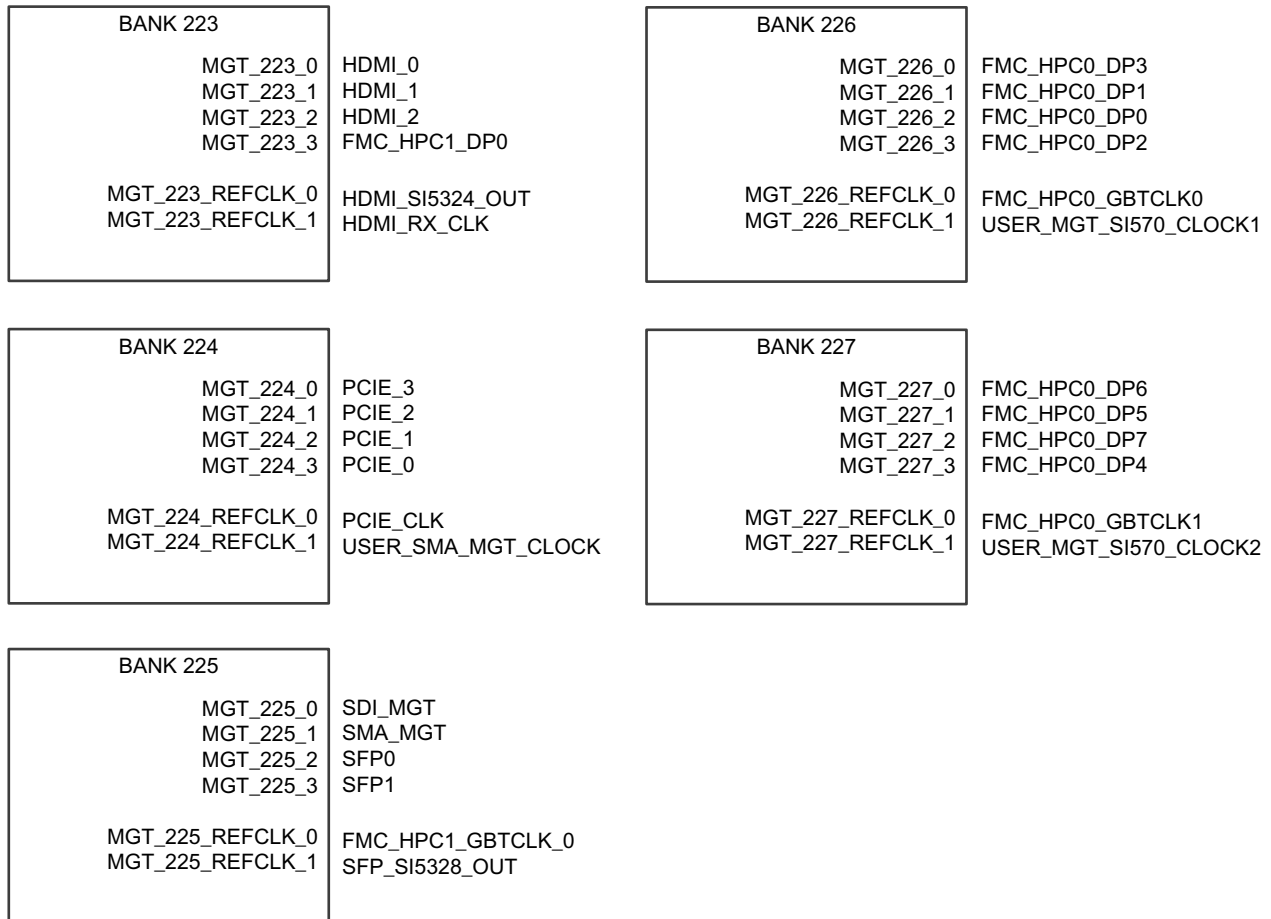 BANK 223
MGT_223_0 HDMI_0
MGT_223_1 HDMI_1
MGT_223_2 HDMI_2
MGT_223_3 FMC_HPC1_DP0
MGT_223_REFCLK_0 HDMI_SI5324_OUT
MGT_223_REFCLK_1 HDMI_RX_CLK
BANK 224
MGT_224_0 PCIE_3
MGT_224_1 PCIE_2
MGT_224_2 PCIE_1
MGT_224_3 PCIE_0
MGT_224_REFCLK_0 PCIE_CLK
MGT_224_REFCLK_1 USER_SMA_MGT_CLOCK
BANK 225
MGT_225_0 SDI_MGT
MGT_225_1 SMA_MGT
MGT_225_2 SFP0
MGT_225_3 SFP1
MGT_225_REFCLK_0 FMC_HPC1_GBTCLK_0
MGT_225_REFCLK_1 SFP_SI5328_OUT
BANK 226
MGT_226_0 FMC_HPC0_DP3
MGT_226_1 FMC_HPC0_DP1
MGT_226_2 FMC_HPC0_DP0
MGT_226_3 FMC_HPC0_DP2
MGT_226_REFCLK_0 FMC_HPC0_GBTCLK0
MGT_226_REFCLK_1 USER_MGT_SI570_CLOCK1
BANK 227
MGT_227_0 FMC_HPC0_DP6
MGT_227_1 FMC_HPC0_DP5
MGT_227_2 FMC_HPC0_DP7
MGT_227_3 FMC_HPC0_DP4
MGT_227_REFCLK_0 FMC_HPC0_GBTCLK1
MGT_227_REFCLK_1 USER_MGT_SI570_CLOCK2